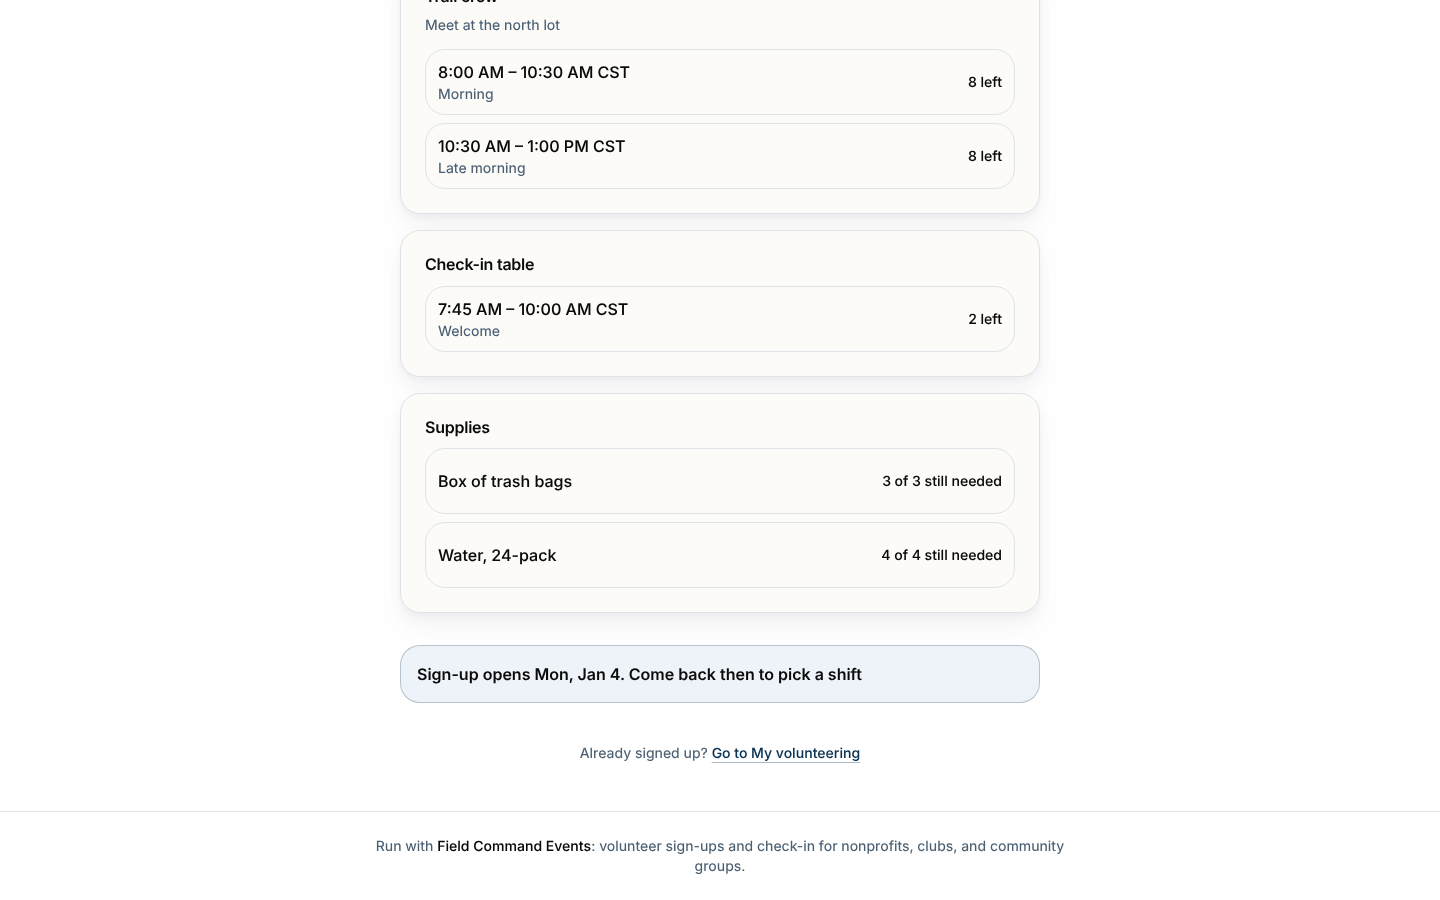 Trail crew
Meet at the north lot
8:00 AM – 10:30 AM CST
Morning
8 left
10:30 AM – 1:00 PM CST
Late morning
8 left
Check-in table
7:45 AM – 10:00 AM CST
Welcome
2 left
Supplies
Box of trash bags
3 of 3 still needed
Water, 24-pack
4 of 4 still needed
Sign-up opens Mon, Jan 4. Come back then to pick a shift
Already signed up? Go to My volunteering
Run with Field Command Events: volunteer sign-ups and check-in for nonprofits, clubs, and community
groups.